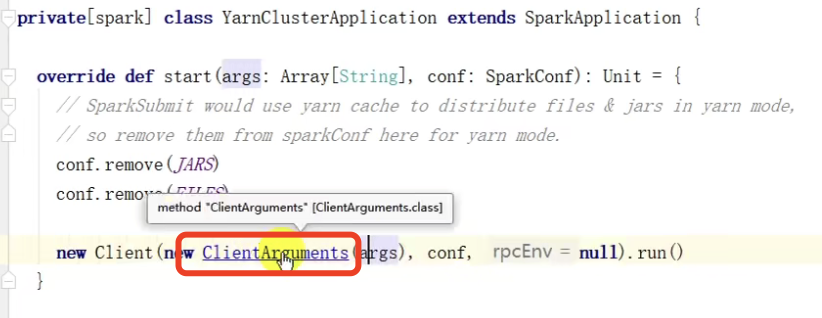 private[spark] class YarnClusterApplication extends SparkApplication {
override def start(args: Array[String], conf: SparkConf): Unit = {
// SparkSubmit would use yarn cache to distribute files & jars in yarn mode,
// so remove them from sparkConf here for yarn mode.
conf.remove(JARS)
conf.remove(FILES)
method "ClientArguments" [ClientArguments.class]
new Client(new ClientArguments(args), conf, rpcEnv = null).run()
}